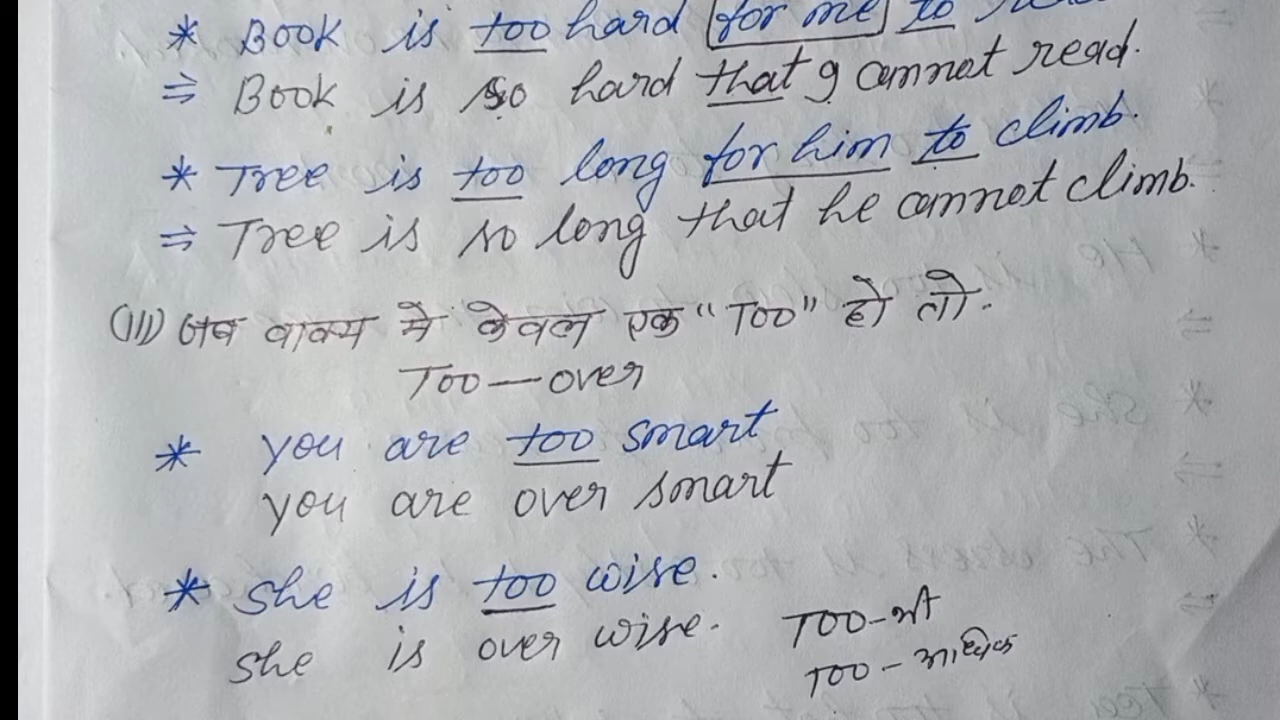 * Book is too hard for me to
⇒ Book is so hard that I cannot read.
* Tree is too long for him to climb.
⇒ Tree is so long that he cannot climb.
(III) जब वाक्य में केवल एक "Too" हो तो.
Too — over
* you are too smart
you are over smart
* she is too wise.
she is over wise.
Too - भी
Too - अधिक